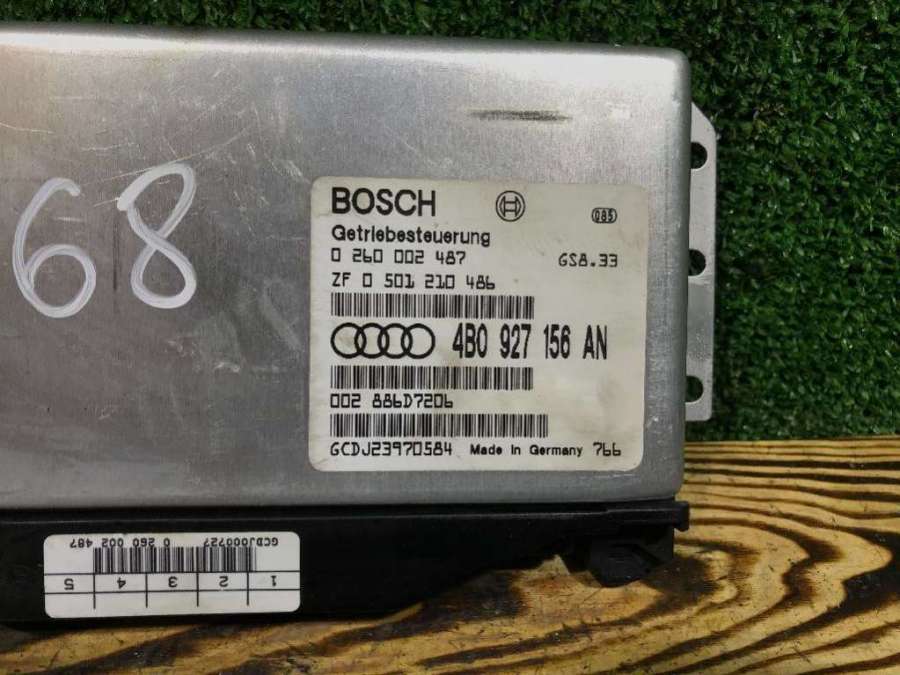 68
BOSCH
085
Getriebesteuerung
0 260 002 487 GS8.33
ZF 0 501 210 486
4B0 927 156 AN
002 886D7206
GCDJ23970584 Made in Germany 766
1 2 3 4 5
GCDJ000727 0 260 002 487